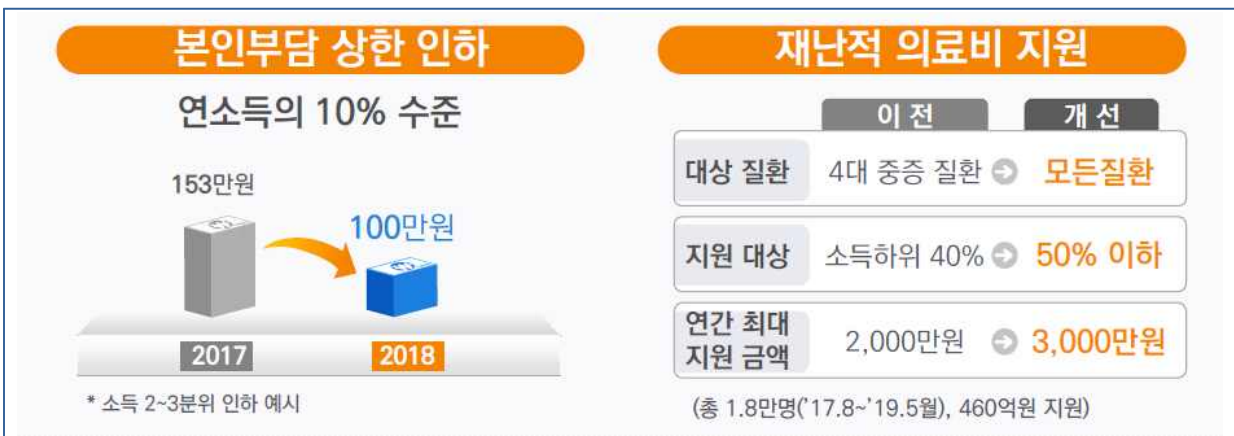 본인부담 상한 인하
연소득의 10% 수준
153만원
100만원
2017
2018
* 소득 2~3분위 인하 예시
재난적 의료비 지원
이 전
개 선
대상 질환 4대 중증 질환 모든질환
지원 대상 소득하위 40% 50% 이하
연간 최대
지원 금액 2,000만원 3,000만원
(총 1.8만명('17.8~'19.5월), 460억원 지원)